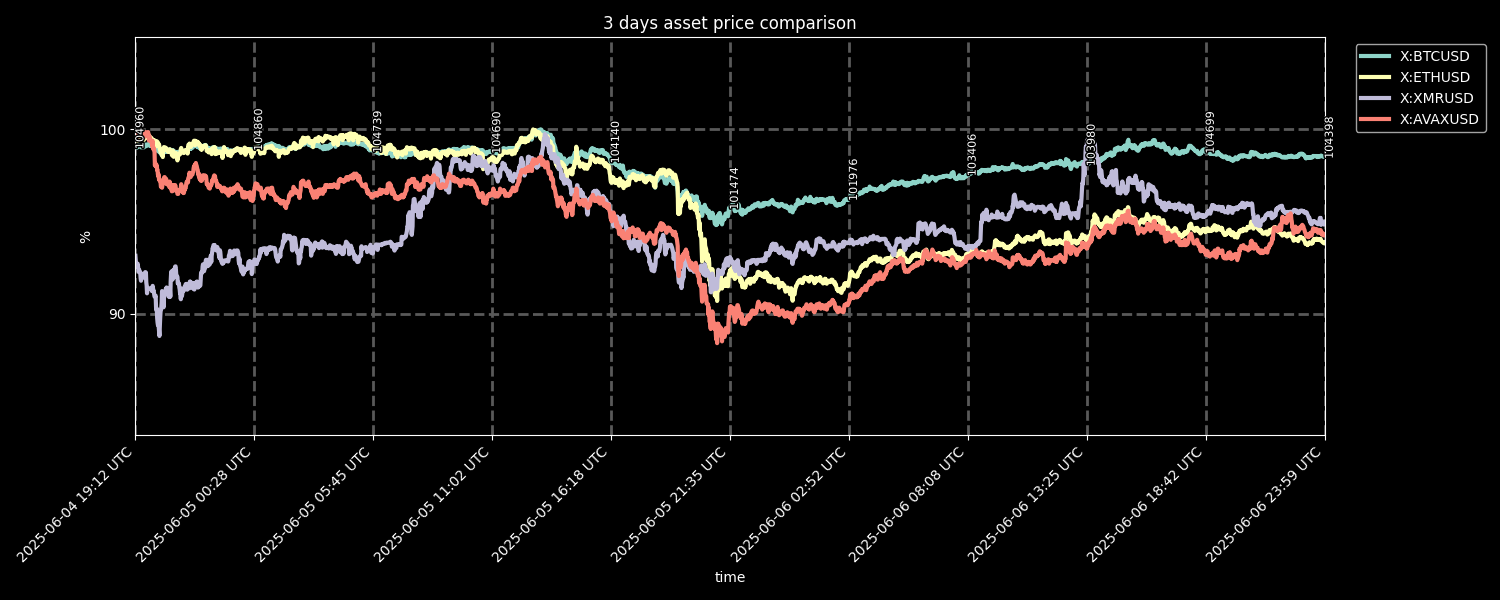 3 days asset price comparison
X:BTCUSD
X:ETHUSD
X:XMRUSD
X:AVAXUSD
%
100
90
104960
104860
104739
104690
104140
101474
101976
103406
103980
104699
104398
2025-06-04 19:12 UTC
2025-06-05 00:28 UTC
2025-06-05 05:45 UTC
2025-06-05 11:02 UTC
2025-06-05 16:18 UTC
2025-06-05 21:35 UTC
2025-06-06 02:52 UTC
2025-06-06 08:08 UTC
2025-06-06 13:25 UTC
2025-06-06 18:42 UTC
2025-06-06 23:59 UTC
time